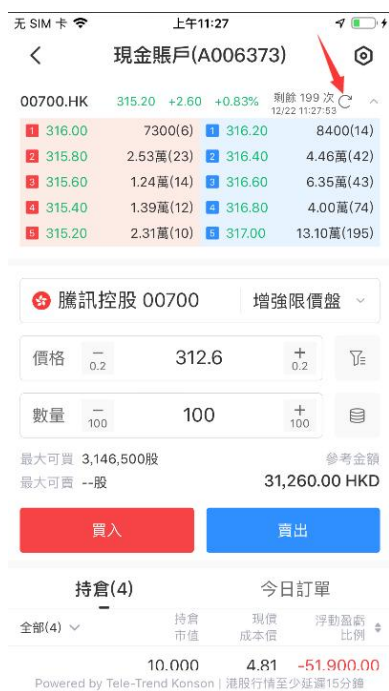 无 SIM 卡 上午11:27
現金賬戶(A006373)
00700.HK 315.20 +2.60 +0.83% 剩餘 199 次
12/22 11:27:53
1 316.00 7300(6) 1 316.20 8400(14)
2 315.80 2.53萬(23) 2 316.40 4.46萬(42)
3 315.60 1.24萬(14) 3 316.60 6.35萬(43)
4 315.40 1.39萬(12) 4 316.80 4.00萬(74)
5 315.20 2.31萬(10) 5 317.00 13.10萬(195)
騰訊控股 00700 增強限價盤
價格 − 0.2 312.6 + 0.2
數量 − 100 100 + 100
最大可買 3,146,500股 參考金額
最大可賣 --股 31,260.00 HKD
買入 賣出
持倉(4) 今日訂單
全部(4) 持倉 現價 浮動盈虧
市值 成本價 比例
10,000 4.81 -51,900.00
Powered by Tele-Trend Konson | 港股行情至少延遲15分鐘